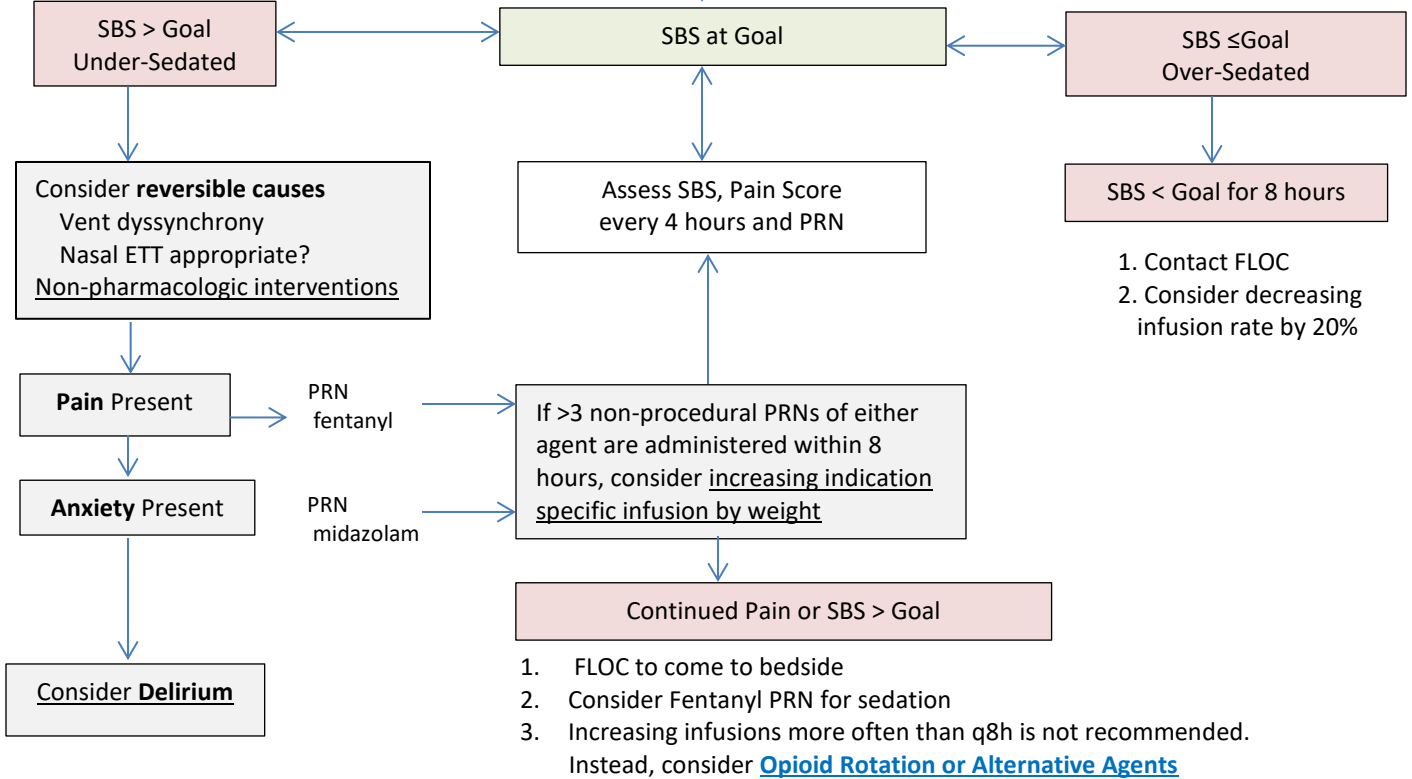 SBS > Goal
Under-Sedated
SBS at Goal
SBS ≤Goal
Over-Sedated
Consider reversible causes
Vent dyssynchrony
Nasal ETT appropriate?
Non-pharmacologic interventions
Assess SBS, Pain Score
every 4 hours and PRN
SBS < Goal for 8 hours
1. Contact FLOC
2. Consider decreasing
infusion rate by 20%
Pain Present
PRN
fentanyl
Anxiety Present
PRN
midazolam
If >3 non-procedural PRNs of either
agent are administered within 8
hours, consider increasing indication
specific infusion by weight
Continued Pain or SBS > Goal
Consider Delirium
1. FLOC to come to bedside
2. Consider Fentanyl PRN for sedation
3. Increasing infusions more often than q8h is not recommended.
Instead, consider Opioid Rotation or Alternative Agents